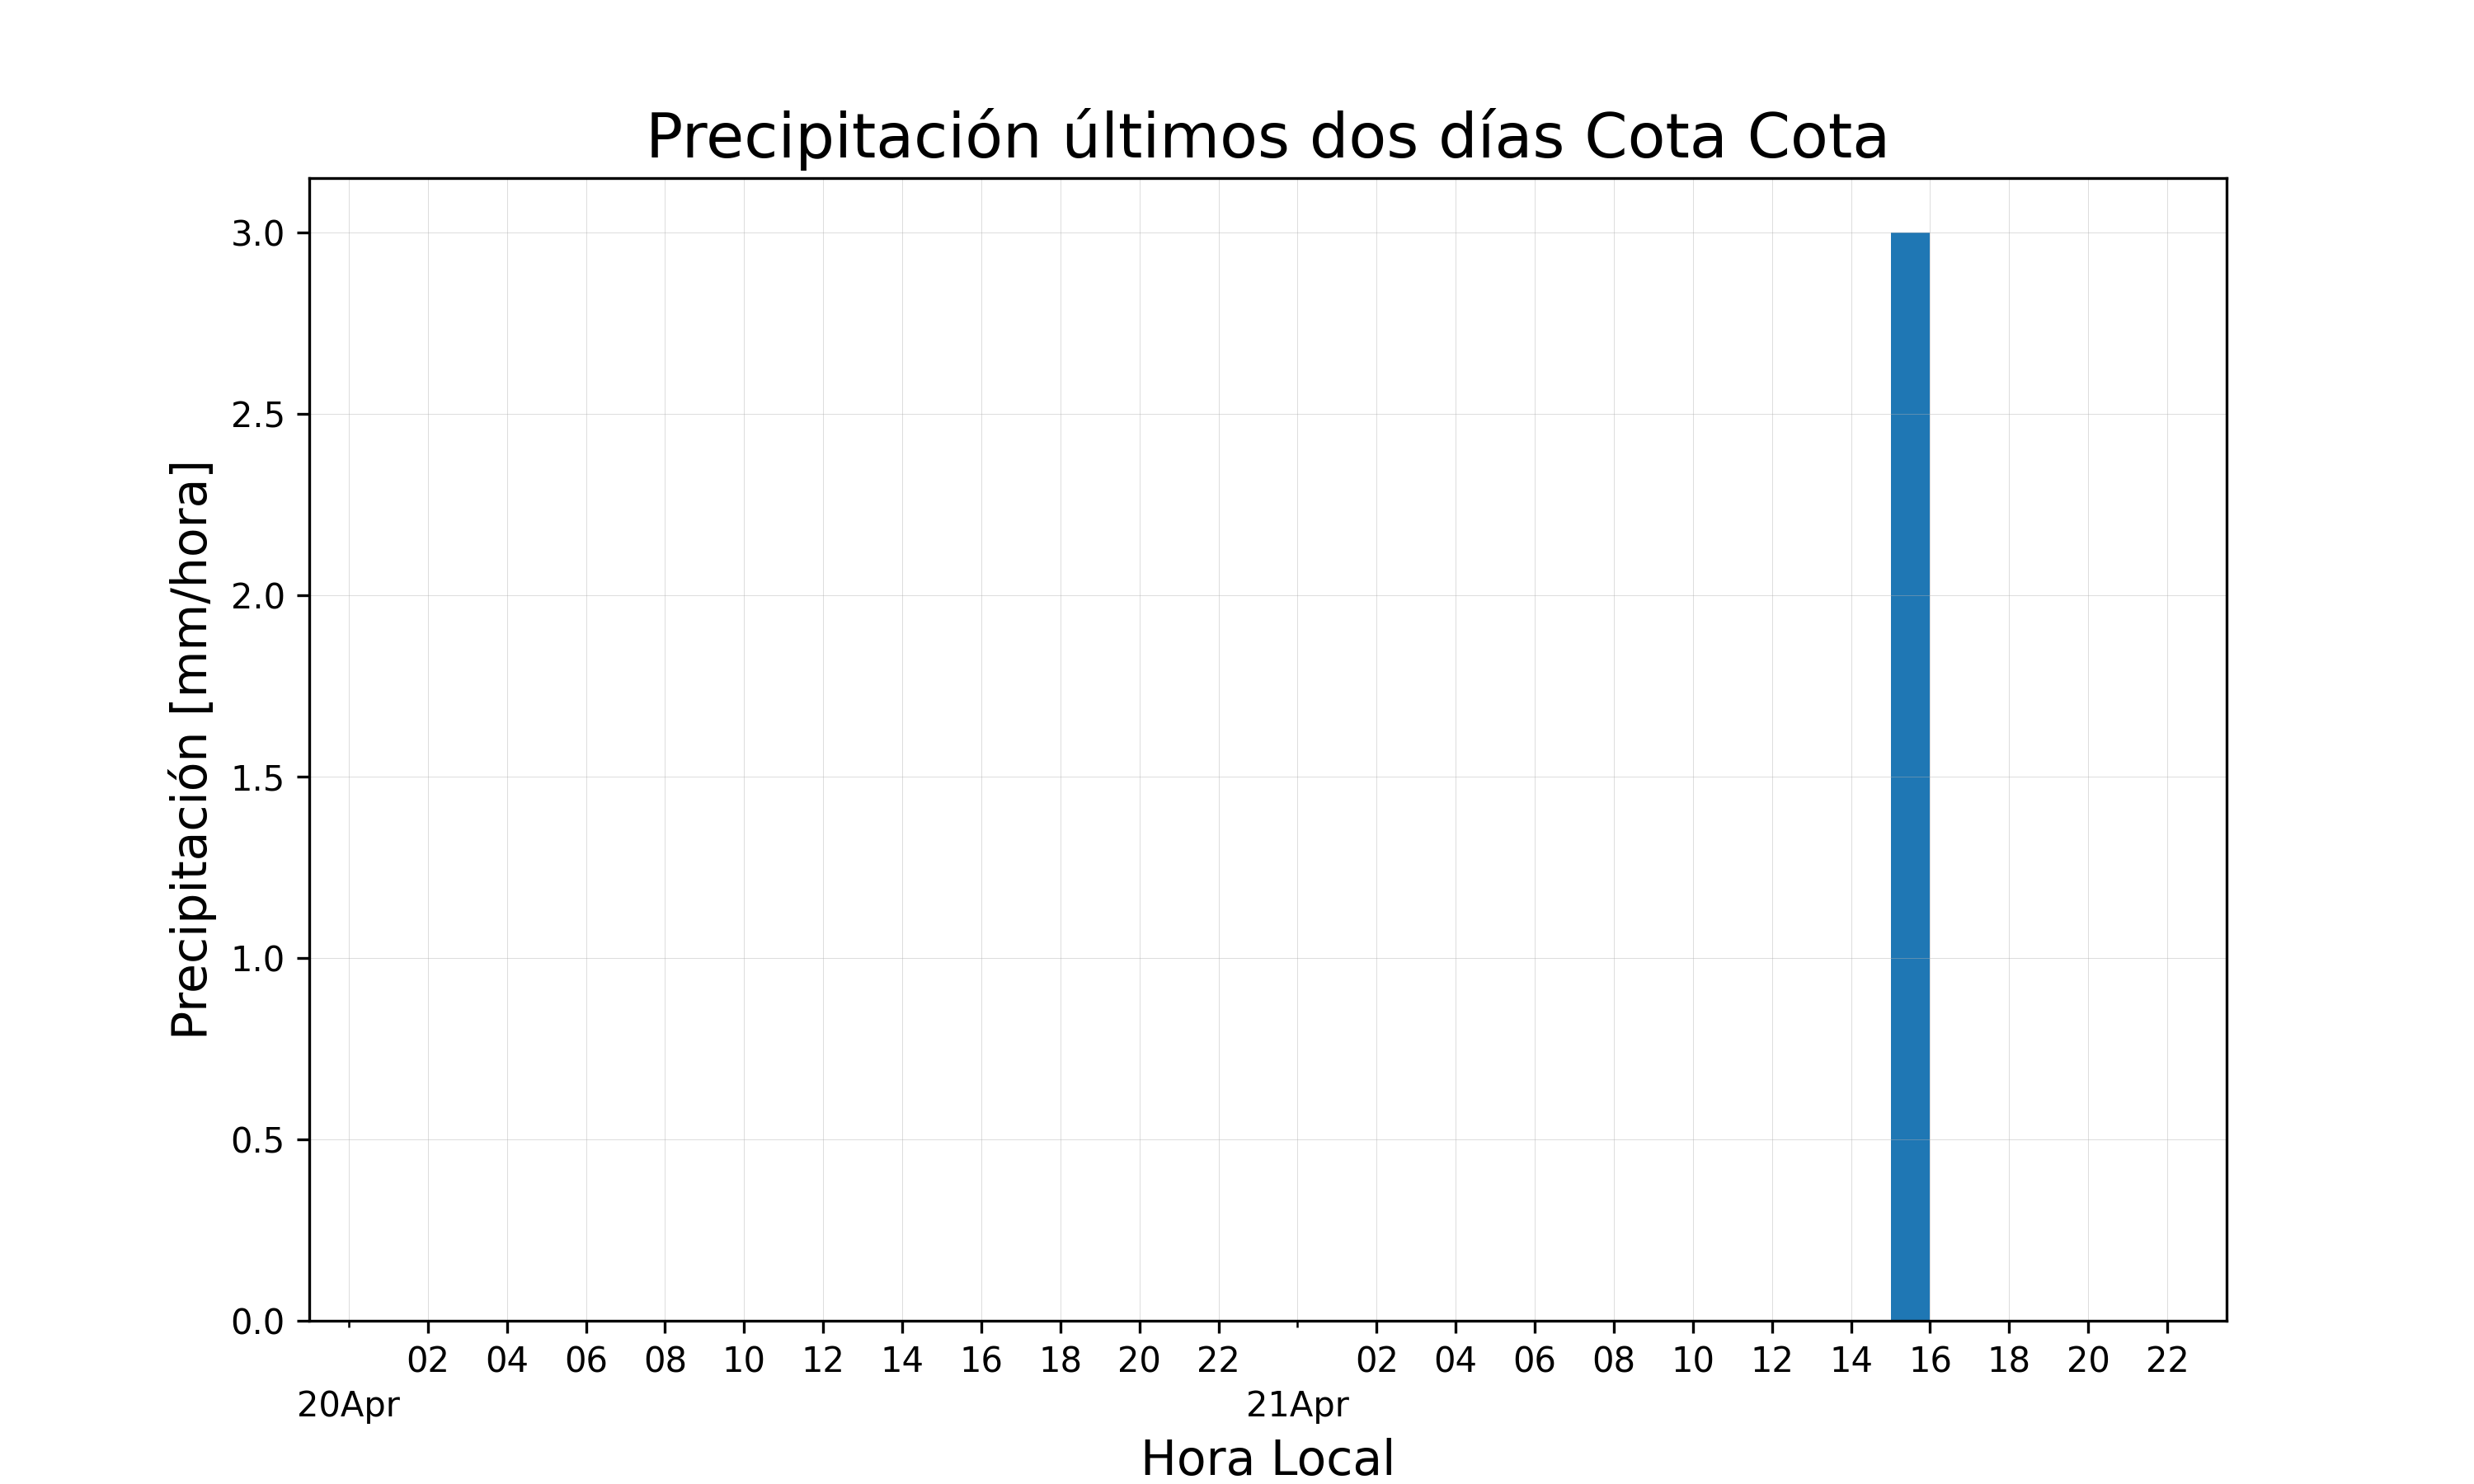 Precipitación últimos dos días Cota Cota
Precipitación [mm/hora]
3.0
2.5
2.0
1.5
1.0
0.5
0.0
02 04 06 08 10 12 14 16 18 20 22 02 04 06 08 10 12 14 16 18 20 22
20Apr 21Apr
Hora Local